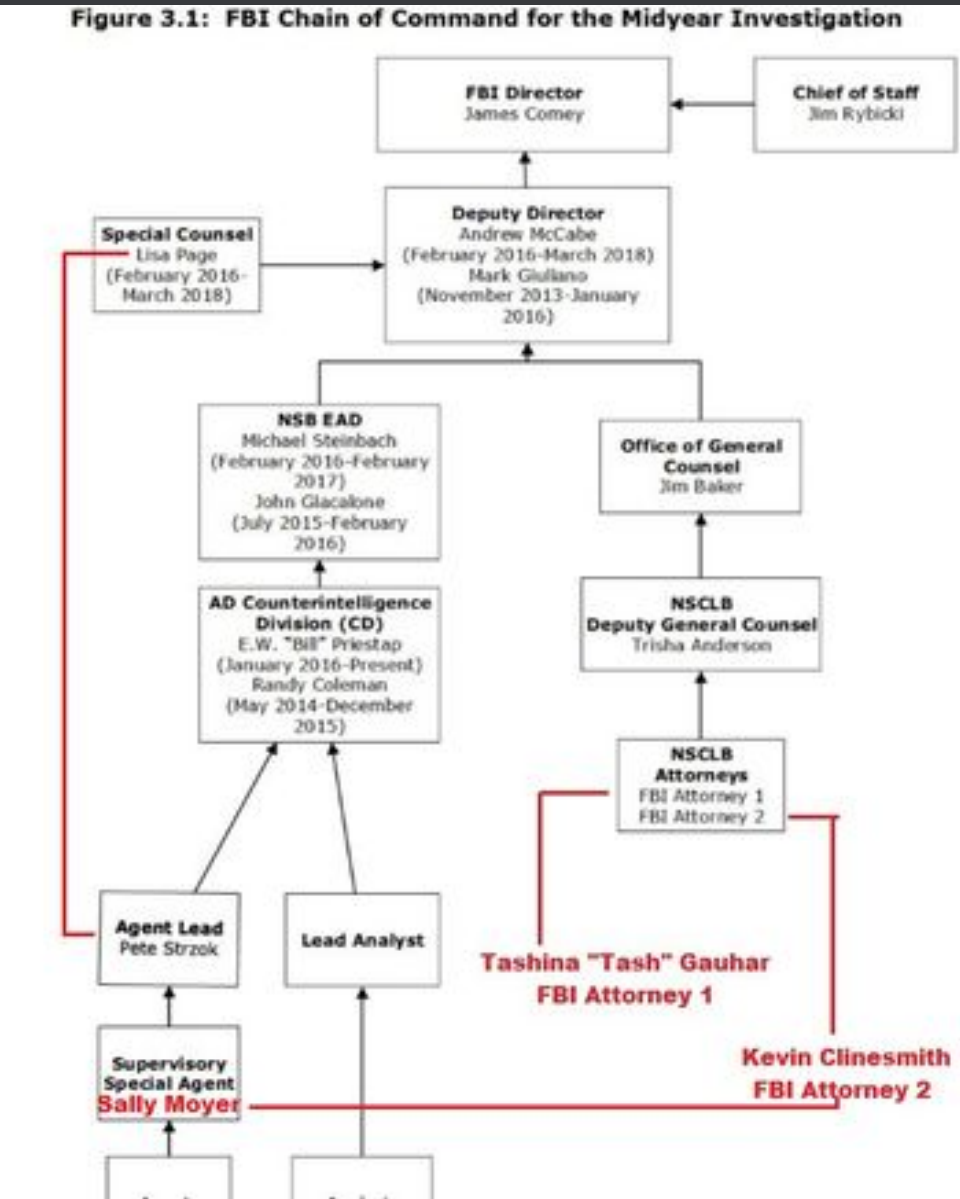 Figure 3.1: FBI Chain of Command for the Midyear Investigation
FBI Director
James Comey
Chief of Staff
Jim Rybicki
Deputy Director
Andrew McCabe
(February 2016-March 2018)
Mark Giuliano
(November 2013-January
2016)
Special Counsel
Lisa Page
(February 2016-
March 2018)
NSB EAD
Michael Steinbach
(February 2016-February
2017)
John Giacalone
(July 2015-February
2016)
Office of General
Counsel
Jim Baker
AD Counterintelligence
Division (CD)
E.W. "Bill" Priestap
(January 2016-Present)
Randy Coleman
(May 2014-December
2015)
NSCLB
Deputy General Counsel
Trisha Anderson
NSCLB
Attorneys
FBI Attorney 1
FBI Attorney 2
Agent Lead
Pete Strzok
Lead Analyst
Tashina "Tash" Gauhar
FBI Attorney 1
Supervisory
Special Agent
Sally Moyer
Kevin Clinesmith
FBI Attorney 2